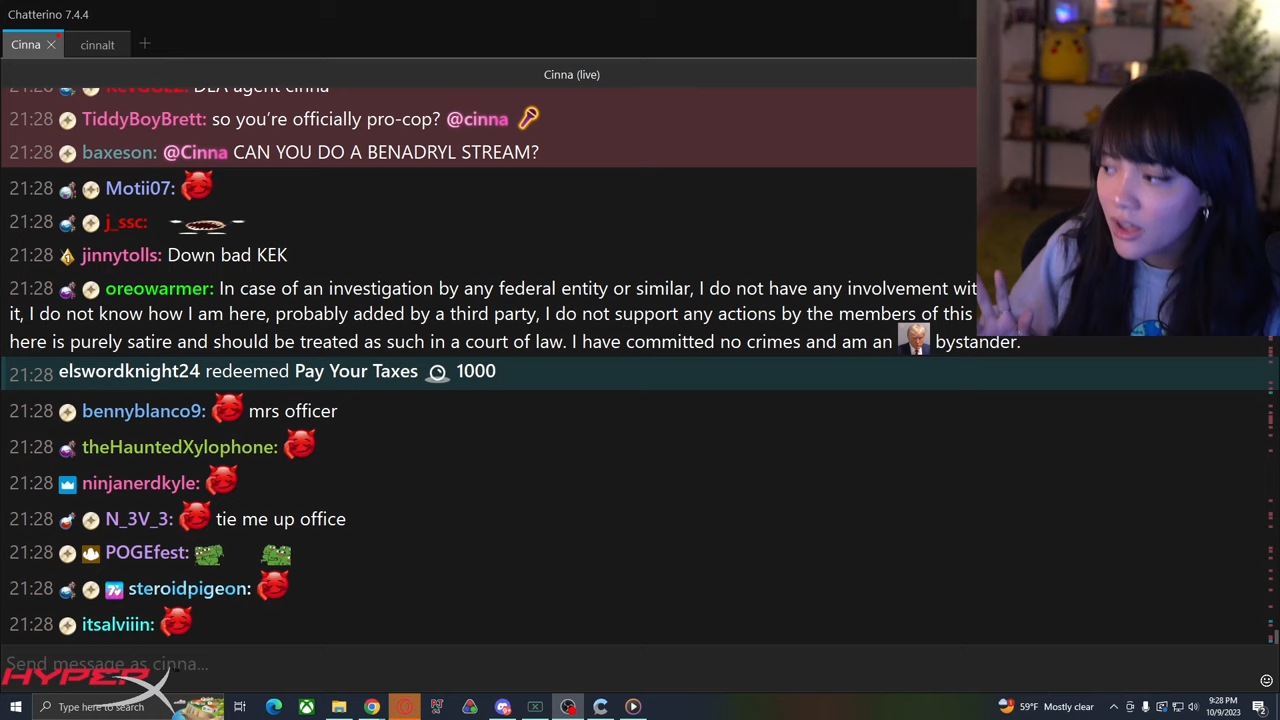 Chatterino 7.4.4
Cinna
cinnalt
Cinna (live)
21:28 KevGGEZ: DEA agent cinna
21:28 TiddyBoyBrett: so you're officially pro-cop? @cinna
21:28 baxeson: @Cinna CAN YOU DO A BENADRYL STREAM?
21:28 Motii07:
21:28 j_ssc:
21:28 jinnytolls: Down bad KEK
21:28 oreowarmer: In case of an investigation by any federal entity or similar, I do not have any involvement wit
it, I do not know how I am here, probably added by a third party, I do not support any actions by the members of this
here is purely satire and should be treated as such in a court of law. I have committed no crimes and am an bystander.
21:28 elswordknight24 redeemed Pay Your Taxes 1000
21:28 bennyblanco9: mrs officer
21:28 theHauntedXylophone:
21:28 ninjanerdkyle:
21:28 N_3V_3: tie me up office
21:28 POGEfest:
21:28 steroidpigeon:
21:28 itsalviiin:
Send message as cinna...
HYPERX
Type here to search
59°F Mostly clear
9:28 PM
10/9/2023
2